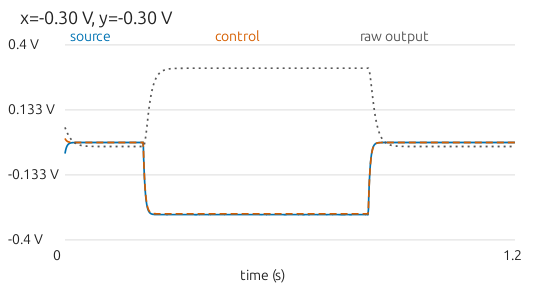 x=-0.30 V, y=-0.30 V
source control raw output
0.4 V
0.133 V
-0.133 V
-0.4 V
0 1.2
time (s)